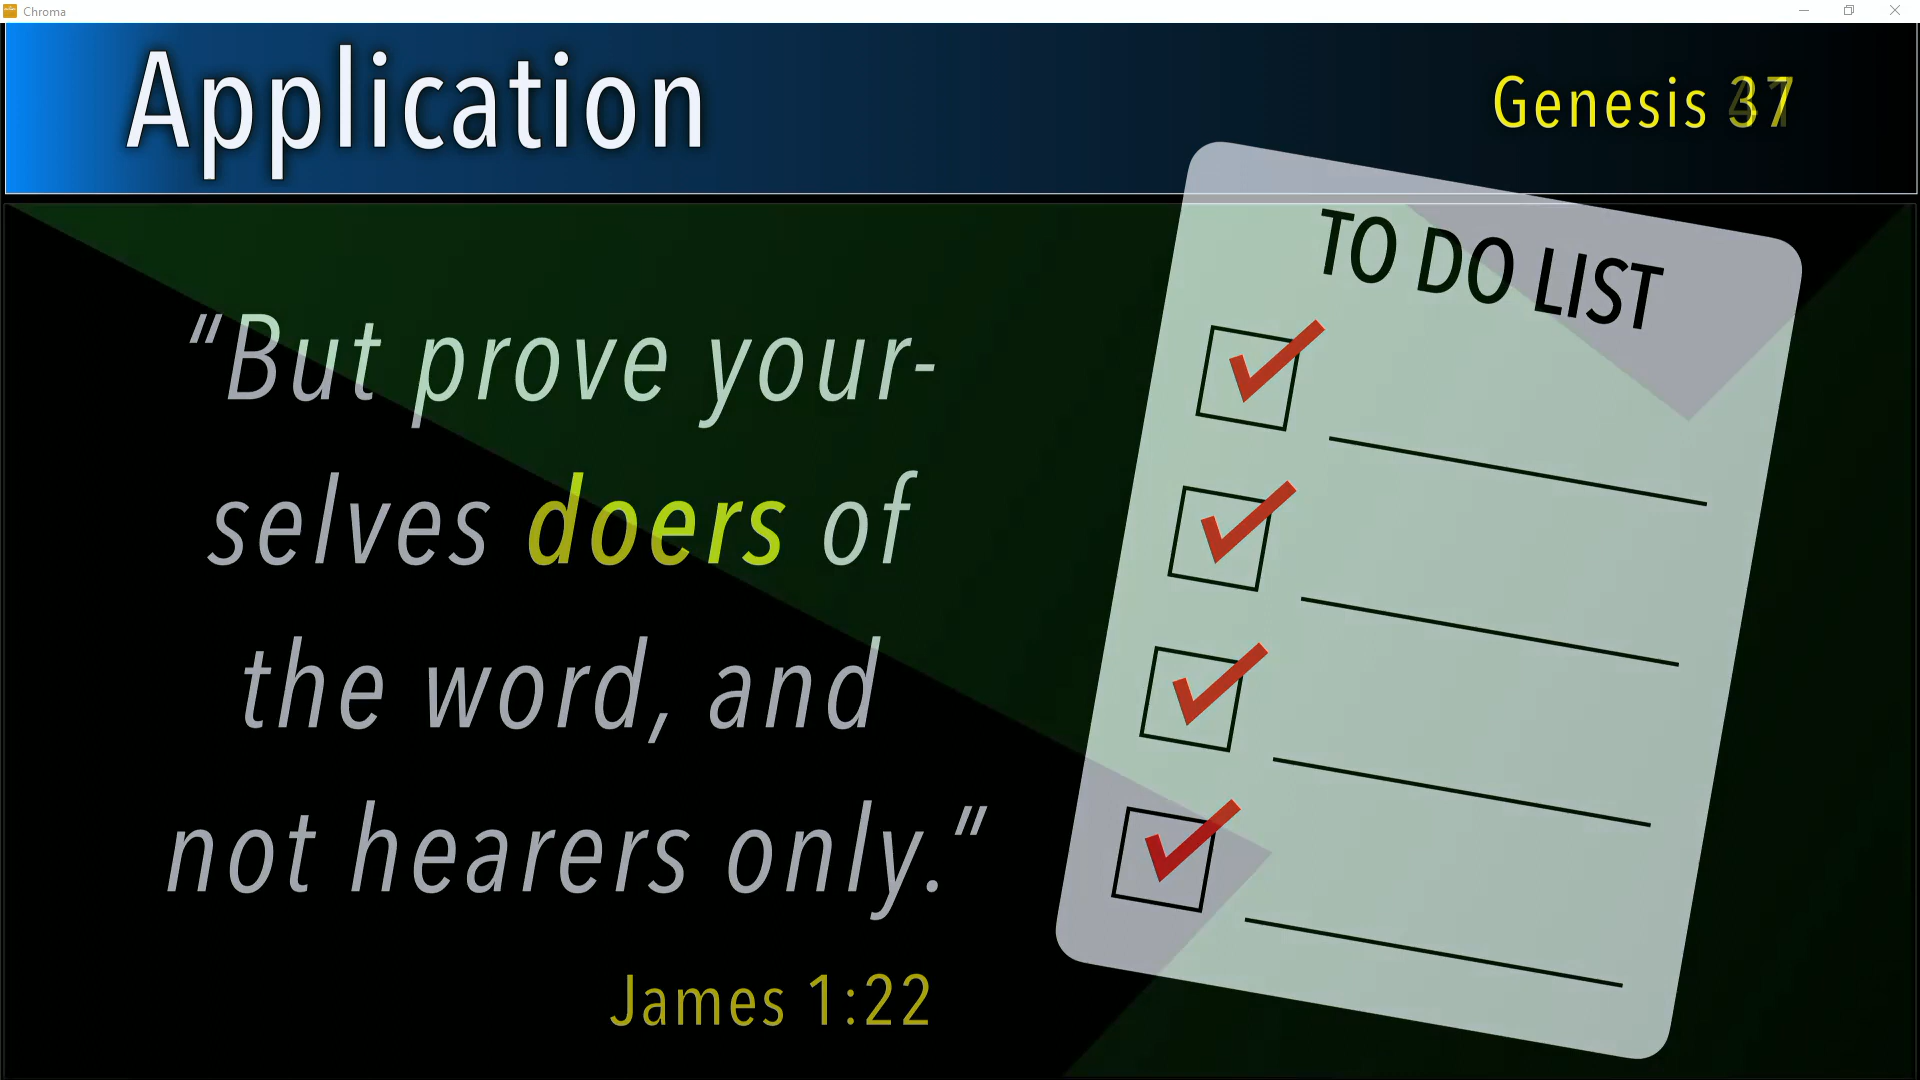 Chroma
Application
Genesis 37
TO DO LIST
"But prove your-
selves doers of
the word, and
not hearers only."
James 1:22